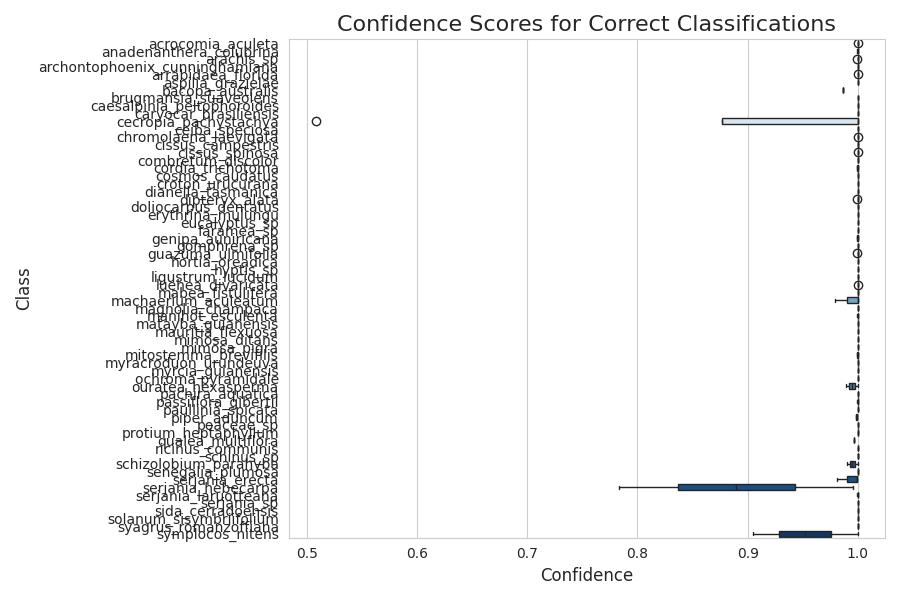 Confidence Scores for Correct Classifications
acrocomia_aculeta
anadenanthera_colubrina
arachis_sp
archontophoenix_cunninghamiana
arrabidaea_florida
aspilia_grazielae
bacopa_australis
brugmansia_suaveolens
caesalpinia_peltophoroides
caryocar_brasiliensis
cecropia_pachystachya
ceiba_speciosa
chromolaena_laevigata
cissus_campestris
cissus_spinosa
combretum_discolor
cordia_trichotoma
cosmos_caudatus
croton_urucurana
dianella_tasmanica
dipteryx_alata
doliocarpus_dentatus
erythrina_mulungu
eucalyptus_sp
faramea_sp
genipa_auniricana
gomphrena_sp
guazuma_ulmifolia
hortia_oreadica
hyptis_sp
ligustrum_lucidum
luehea_divaricata
mabea_fistulifera
machaerium_aculeatum
magnolia_champaca
manihot_esculenta
matayba_guianensis
mauritia_flexuosa
mimosa_ditans
mimosa_pigra
mitostemma_brevifilis
myracroduon_urundeuva
myrcia_guianensis
ochroma_pyramidale
ouratea_hexasperma
pachira_aquatica
passiflora_gibertii
paullinia_spicata
piper_aduncum
poaceae_sp
protium_heptaphyllum
qualea_multiflora
ricinus_communis
schinus_sp
schizolobium_parahyba
senegalia_plumosa
serjania_erecta
serjania_hebecarpa
serjania_laruotteana
serjania_sp
sida_cerradoensis
solanum_sisymbriifolium
syagrus_romanzoffiana
symplocos_nitens
Class
0.5 0.6 0.7 0.8 0.9 1.0
Confidence